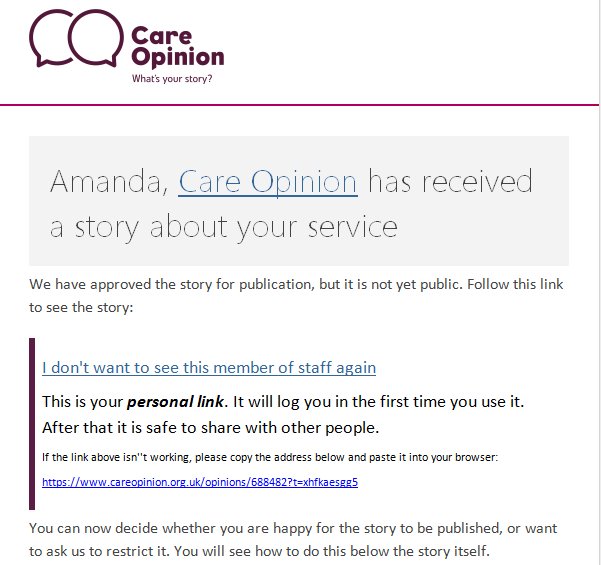 Care
Opinion
What's your story?
Amanda, Care Opinion has received
a story about your service
We have approved the story for publication, but it is not yet public. Follow this link
to see the story:
I don't want to see this member of staff again
This is your personal link. It will log you in the first time you use it.
After that it is safe to share with other people.
If the link above isn''t working, please copy the address below and paste it into your browser:
https://www.careopinion.org.uk/opinions/688482?t=xhfkaesgg5
You can now decide whether you are happy for the story to be published, or want
to ask us to restrict it. You will see how to do this below the story itself.